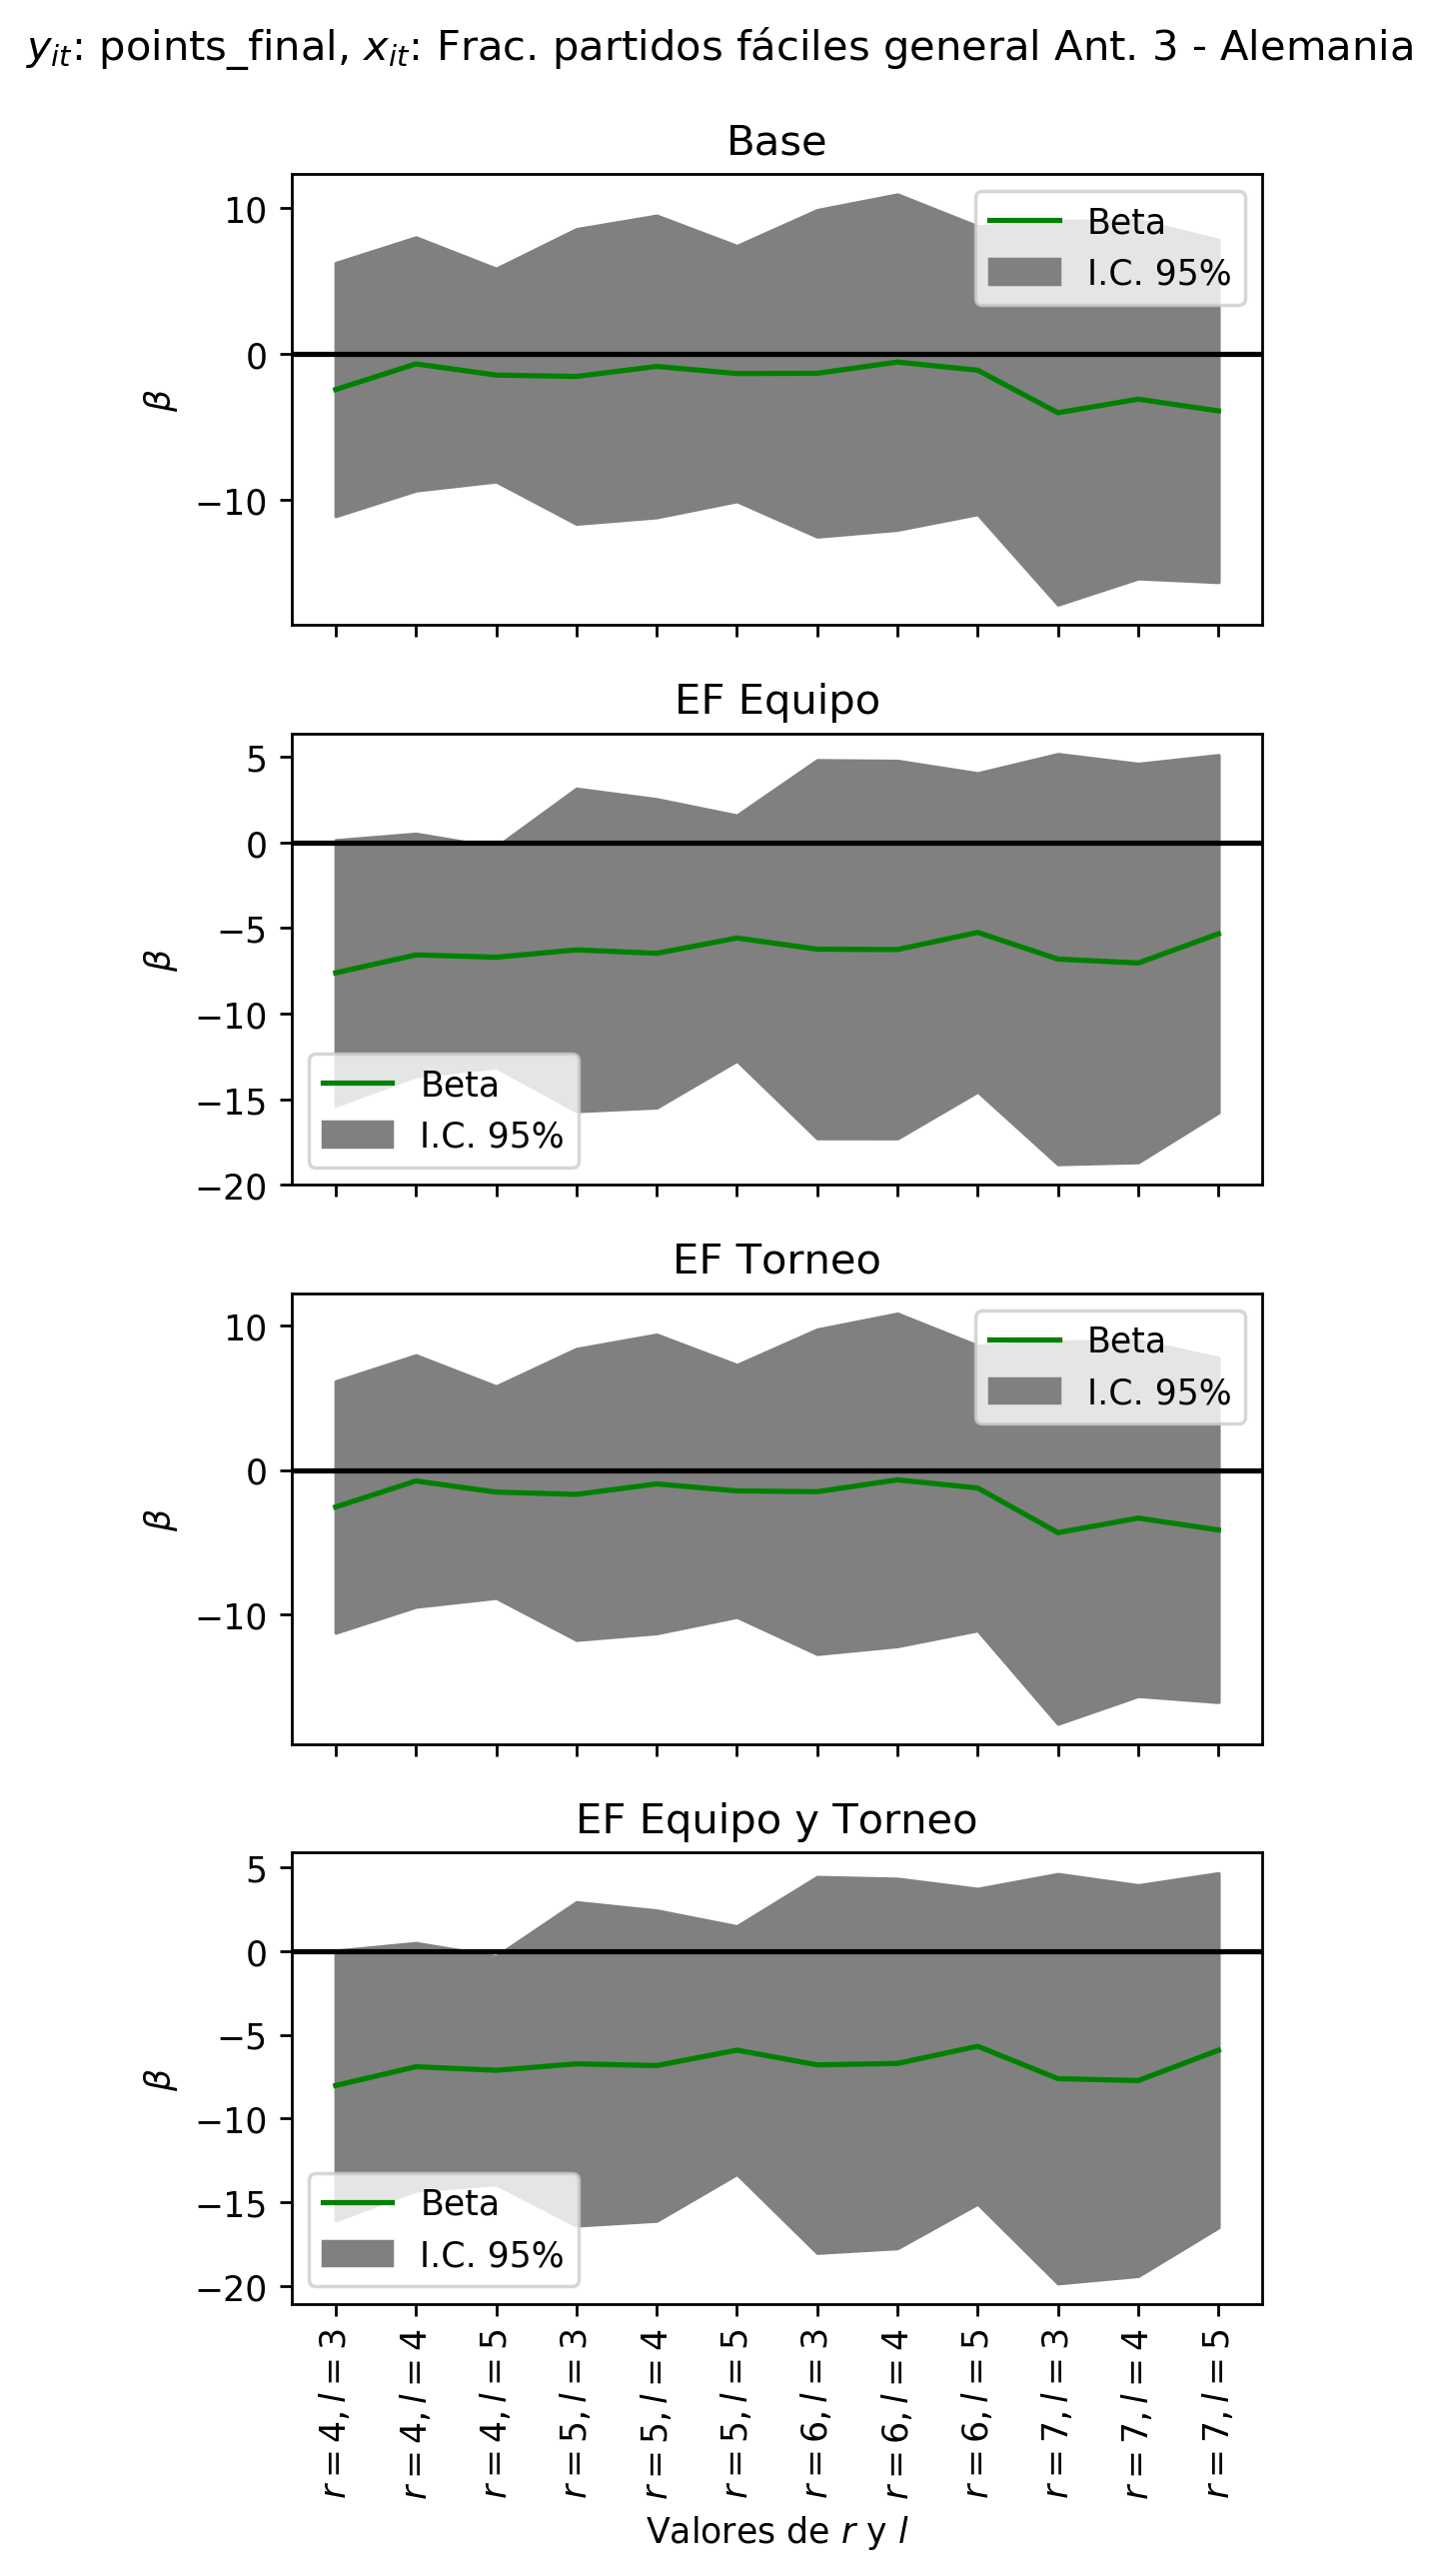 y_it: points_final, x_it: Frac. partidos fáciles general Ant. 3 - Alemania
Base
10
0
−10
β
Beta
I.C. 95%
EF Equipo
5
0
−5
−10
−15
−20
β
Beta
I.C. 95%
EF Torneo
10
0
−10
β
Beta
I.C. 95%
EF Equipo y Torneo
5
0
−5
−10
−15
−20
β
Beta
I.C. 95%
r = 4, l = 3
r = 4, l = 4
r = 4, l = 5
r = 5, l = 3
r = 5, l = 4
r = 5, l = 5
r = 6, l = 3
r = 6, l = 4
r = 6, l = 5
r = 7, l = 3
r = 7, l = 4
r = 7, l = 5
Valores de r y l